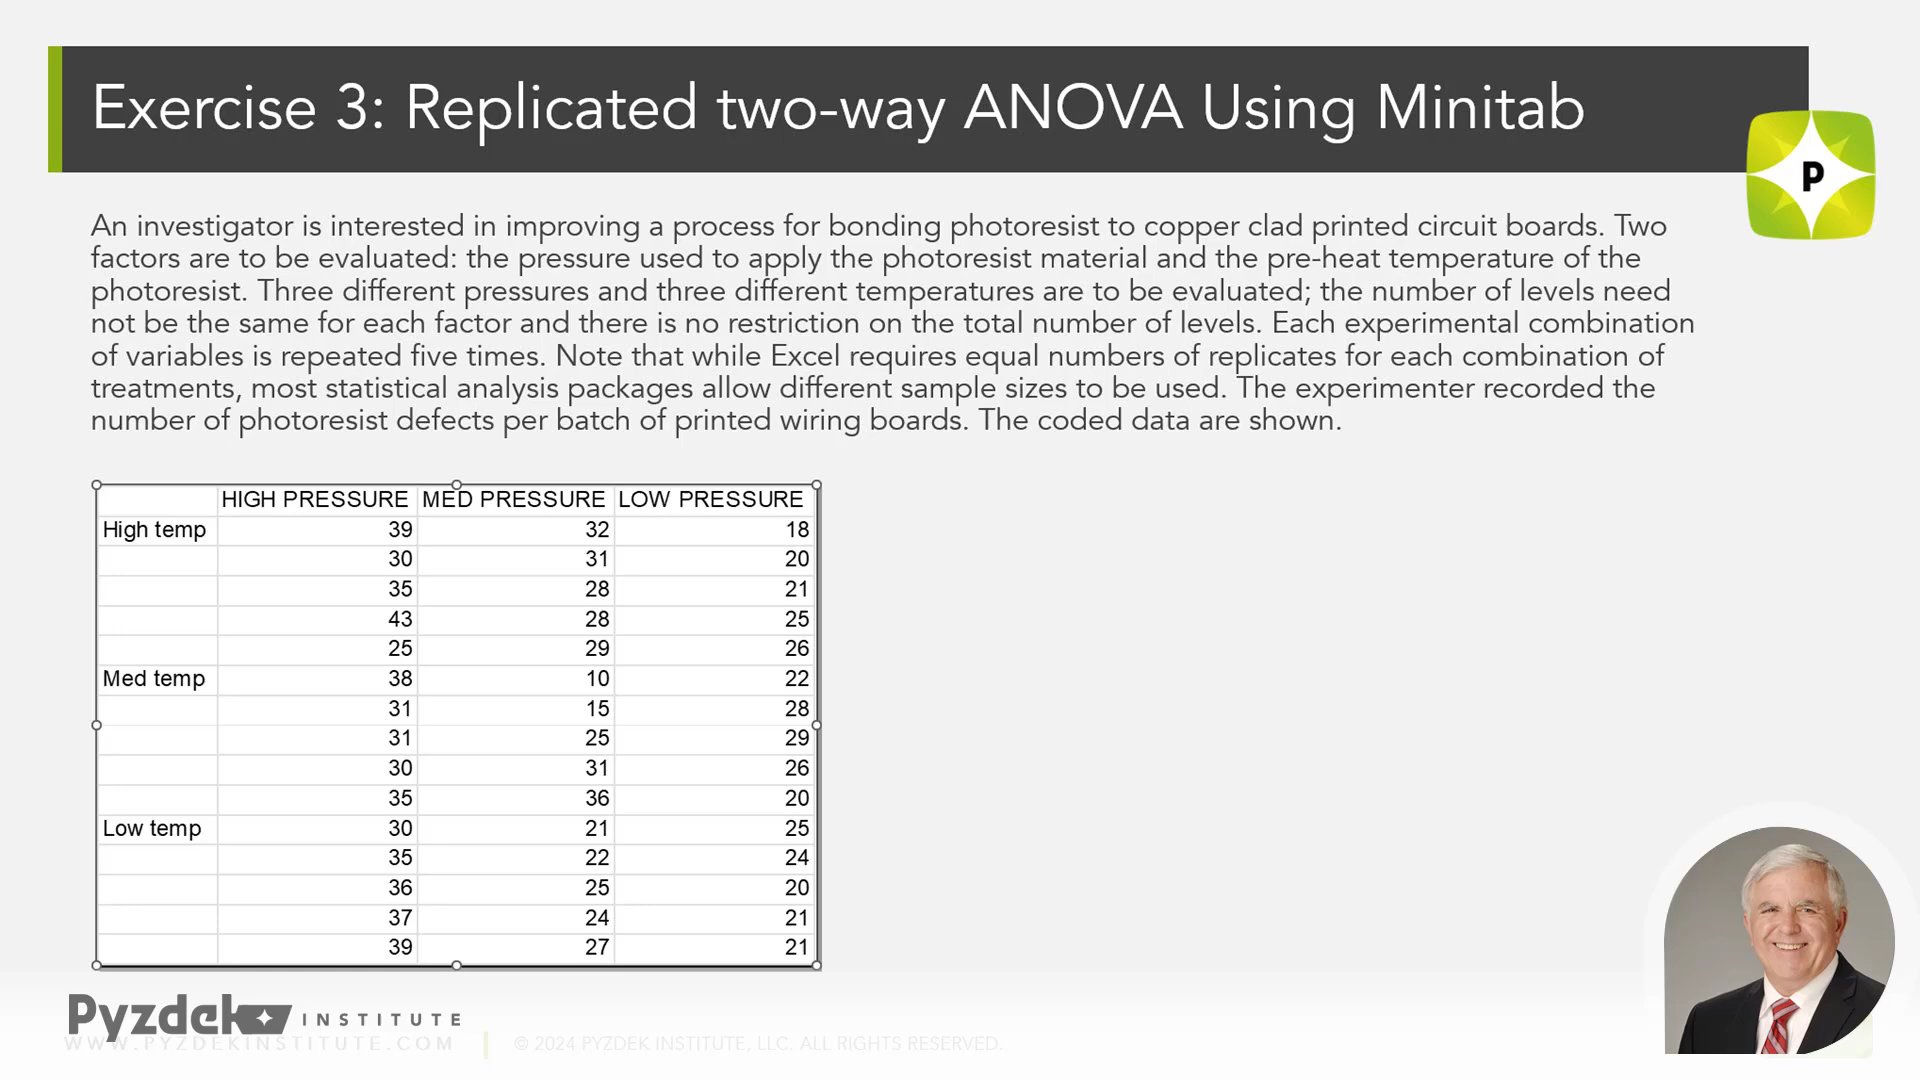 Exercise 3: Replicated two-way ANOVA Using Minitab
P
An investigator is interested in improving a process for bonding photoresist to copper clad printed circuit boards. Two
factors are to be evaluated: the pressure used to apply the photoresist material and the pre-heat temperature of the
photoresist. Three different pressures and three different temperatures are to be evaluated; the number of levels need
not be the same for each factor and there is no restriction on the total number of levels. Each experimental combination
of variables is repeated five times. Note that while Excel requires equal numbers of replicates for each combination of
treatments, most statistical analysis packages allow different sample sizes to be used. The experimenter recorded the
number of photoresist defects per batch of printed wiring boards. The coded data are shown.
HIGH PRESSURE MED PRESSURE LOW PRESSURE
High temp 39 32 18
30 31 20
35 28 21
43 28 25
25 29 26
Med temp 38 10 22
31 15 28
31 25 29
30 31 26
35 36 20
Low temp 30 21 25
35 22 24
36 25 20
37 24 21
39 27 21
Pyzdek INSTITUTE
WWW.PYZDEKINSTITUTE.COM © 2024 PYZDEK INSTITUTE, LLC. ALL RIGHTS RESERVED.